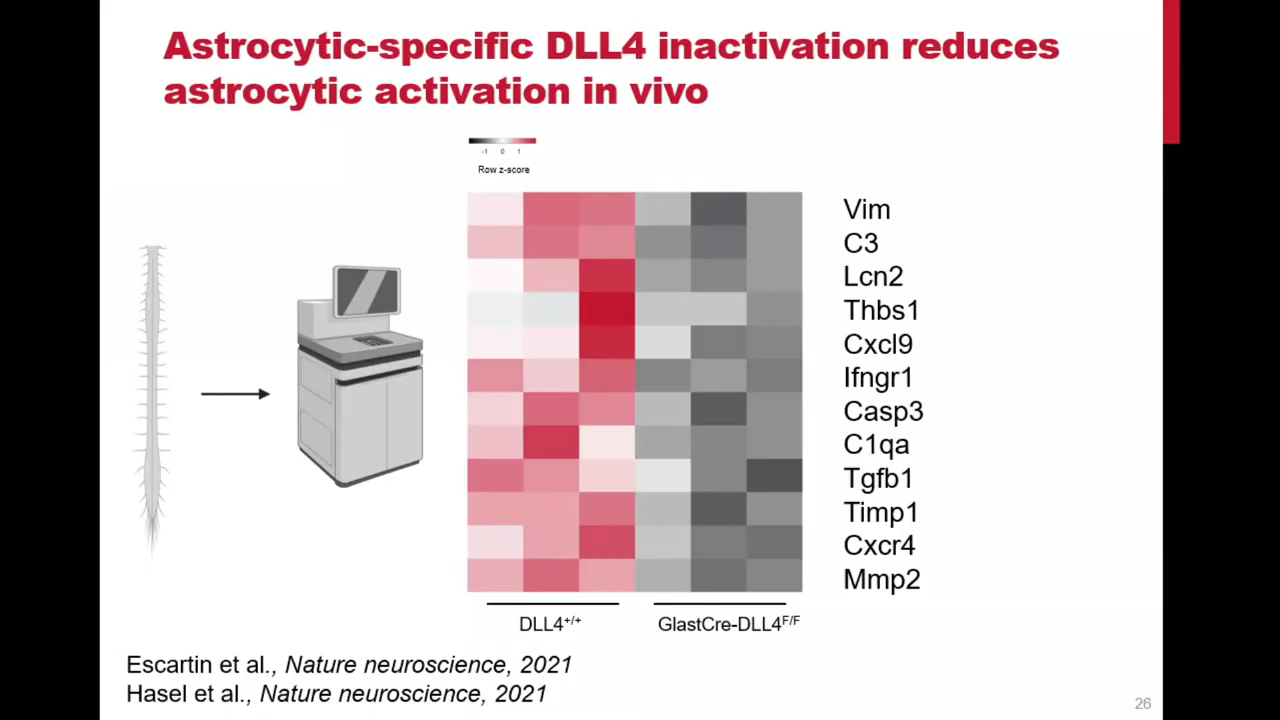 Astrocytic-specific DLL4 inactivation reduces
astrocytic activation in vivo
-1 0 1
Row z-score
Vim
C3
Lcn2
Thbs1
Cxcl9
Ifngr1
Casp3
C1qa
Tgfb1
Timp1
Cxcr4
Mmp2
DLL4+/+ GlastCre-DLL4F/F
Escartin et al., Nature neuroscience, 2021
Hasel et al., Nature neuroscience, 2021
26